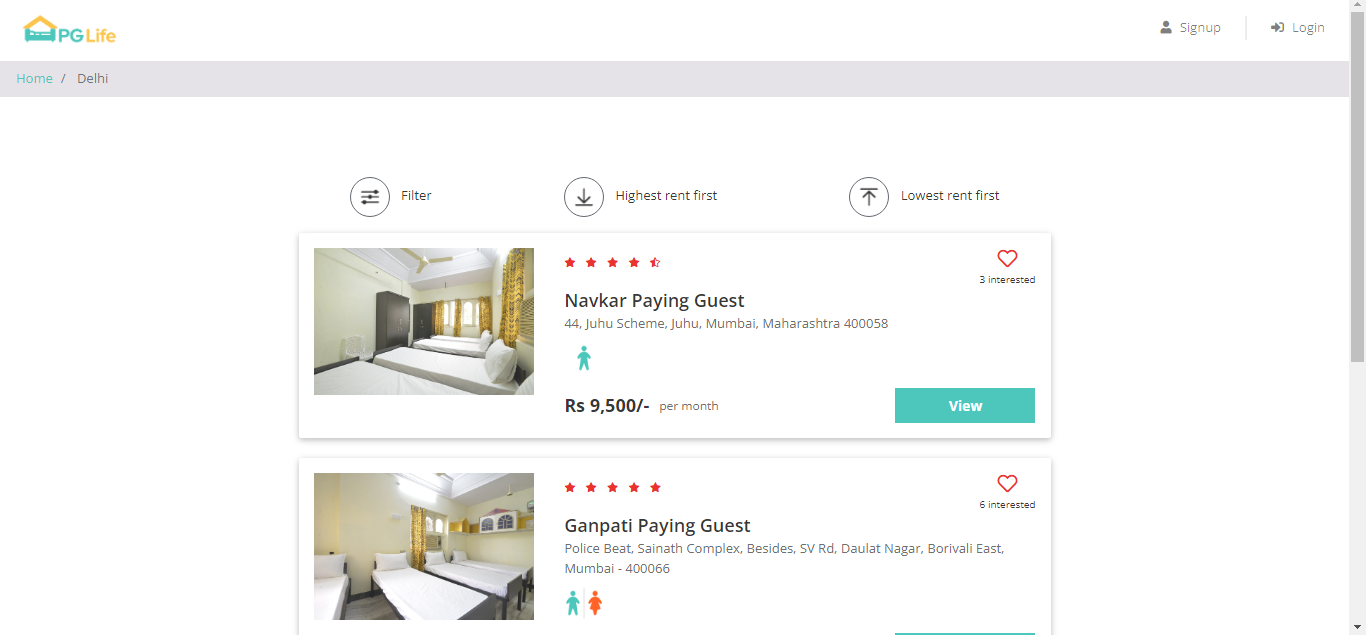 PG Life
Signup
Login
Home / Delhi
Filter
Highest rent first
Lowest rent first
3 interested
Navkar Paying Guest
44, Juhu Scheme, Juhu, Mumbai, Maharashtra 400058
Rs 9,500/- per month
View
6 interested
Ganpati Paying Guest
Police Beat, Sainath Complex, Besides, SV Rd, Daulat Nagar, Borivali East,
Mumbai - 400066